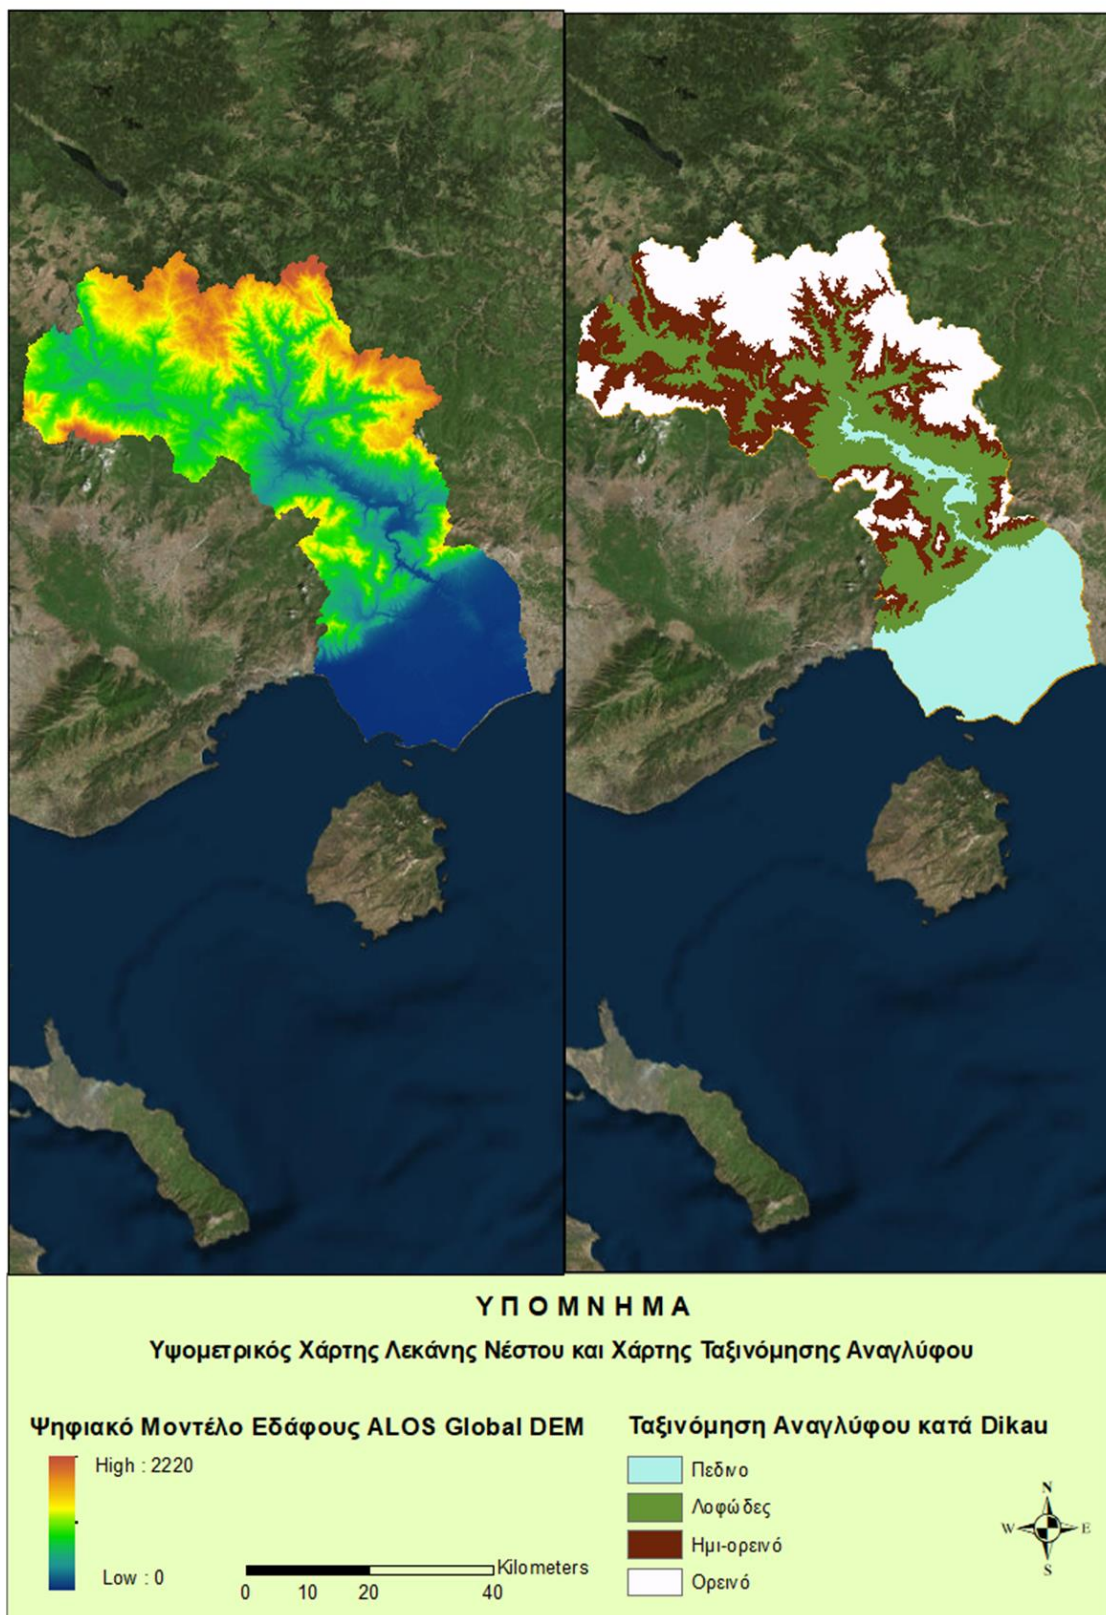 ΥΠΟΜΝΗΜΑ
Υψομετρικός Χάρτης Λεκάνης Νέστου και Χάρτης Ταξινόμησης Αναγλύφου
Ψηφιακό Μοντέλο Εδάφους ALOS Global DEM
High : 2220
Low : 0
Kilometers
0 10 20 40
Ταξινόμηση Αναγλύφου κατά Dikau
Πεδινο
Λοφώδες
Ημι-ορεινό
Ορεινό
N
W E
S